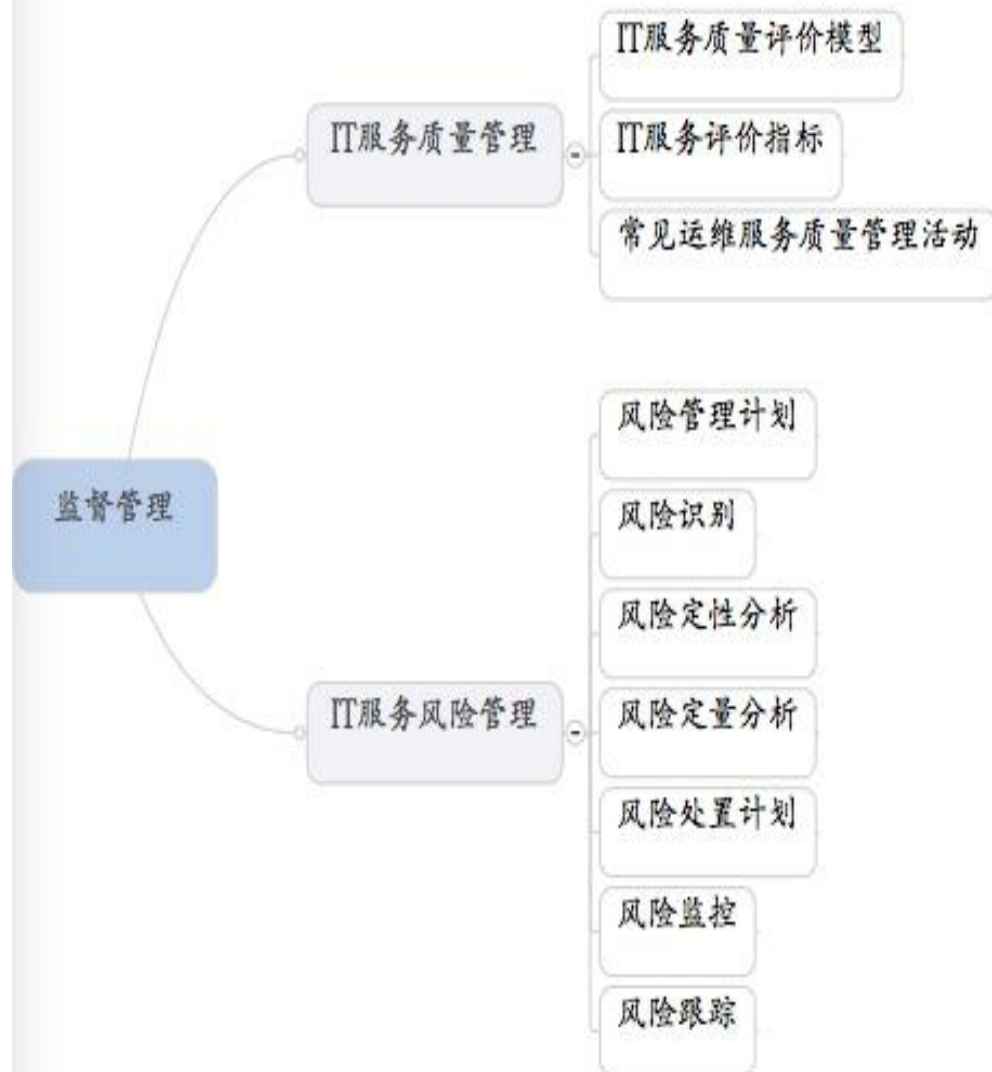 监督管理
IT服务质量管理
IT服务质量评价模型
IT服务评价指标
常见运维服务质量管理活动
IT服务风险管理
风险管理计划
风险识别
风险定性分析
风险定量分析
风险处置计划
风险监控
风险跟踪